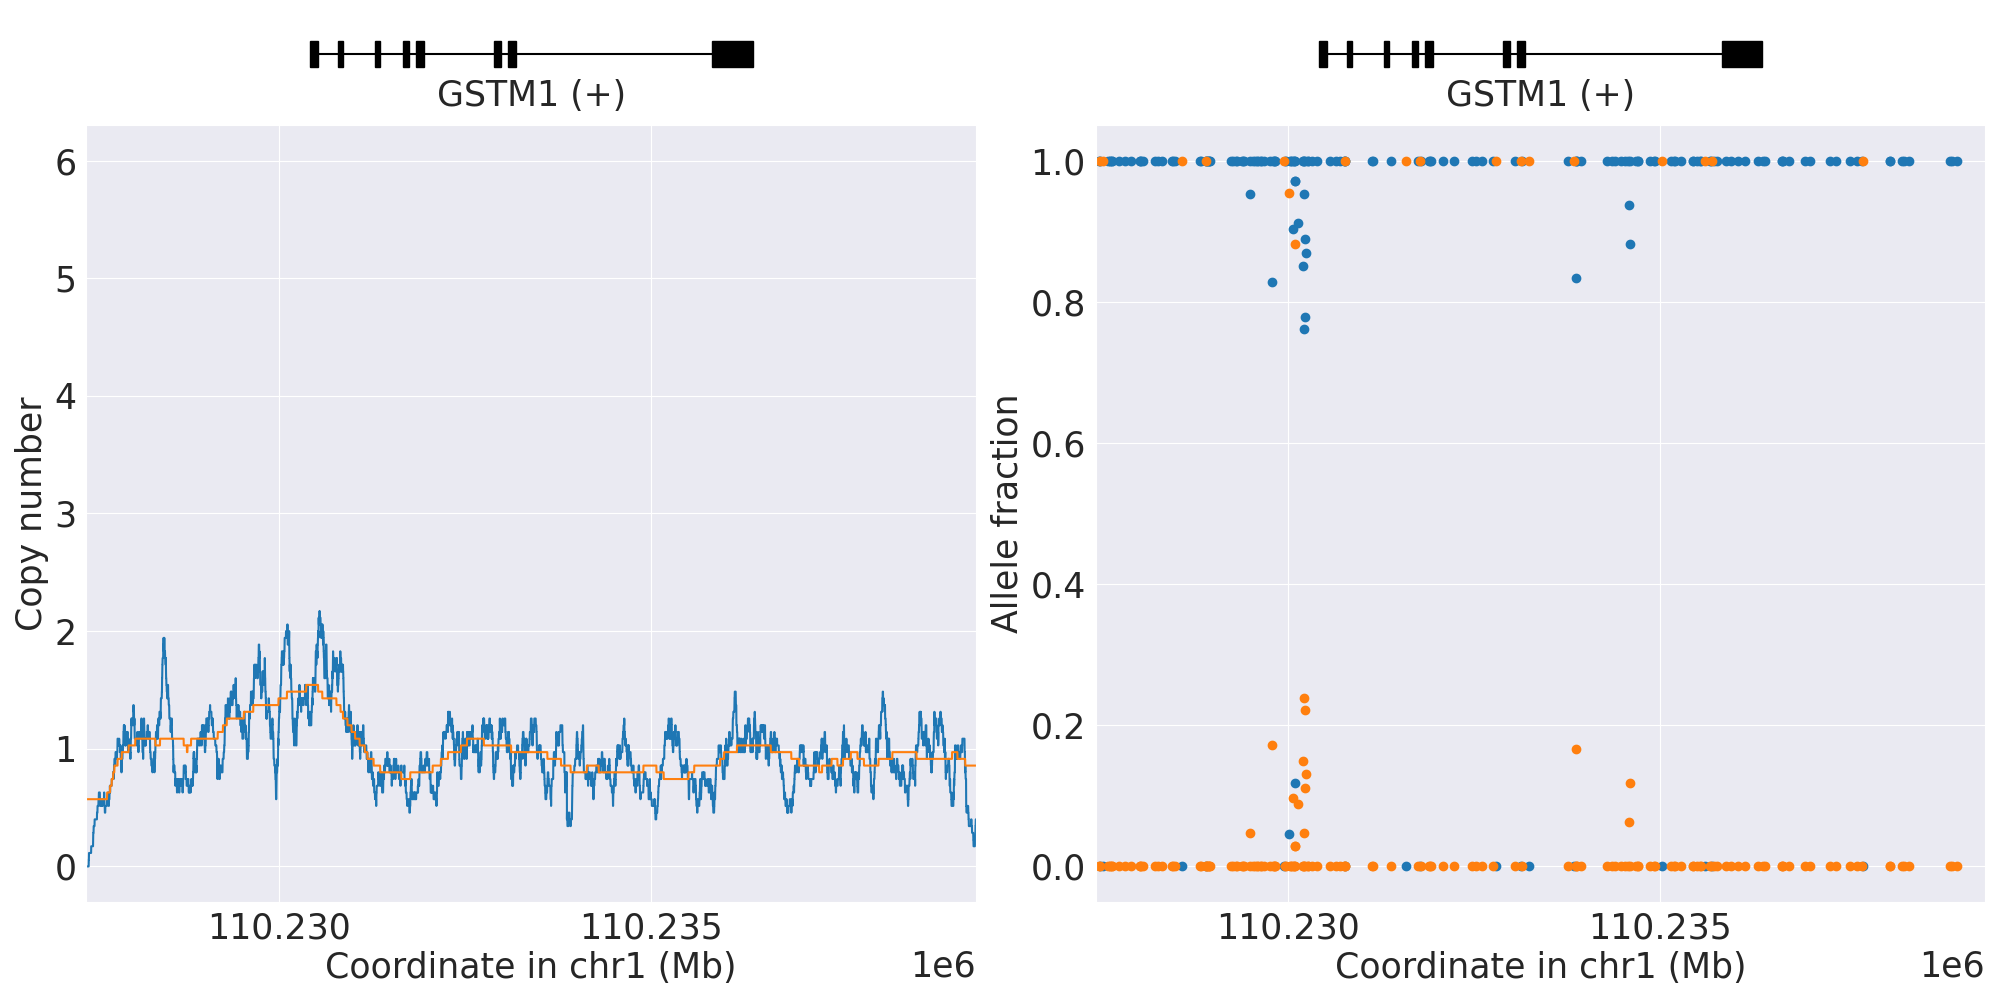 GSTM1 (+)
6
5
4
3
2
1
0
Copy number
110.230
110.235
Coordinate in chr1 (Mb)
1e6
GSTM1 (+)
1.0
0.8
0.6
0.4
0.2
0.0
Allele fraction
110.230
110.235
Coordinate in chr1 (Mb)
1e6